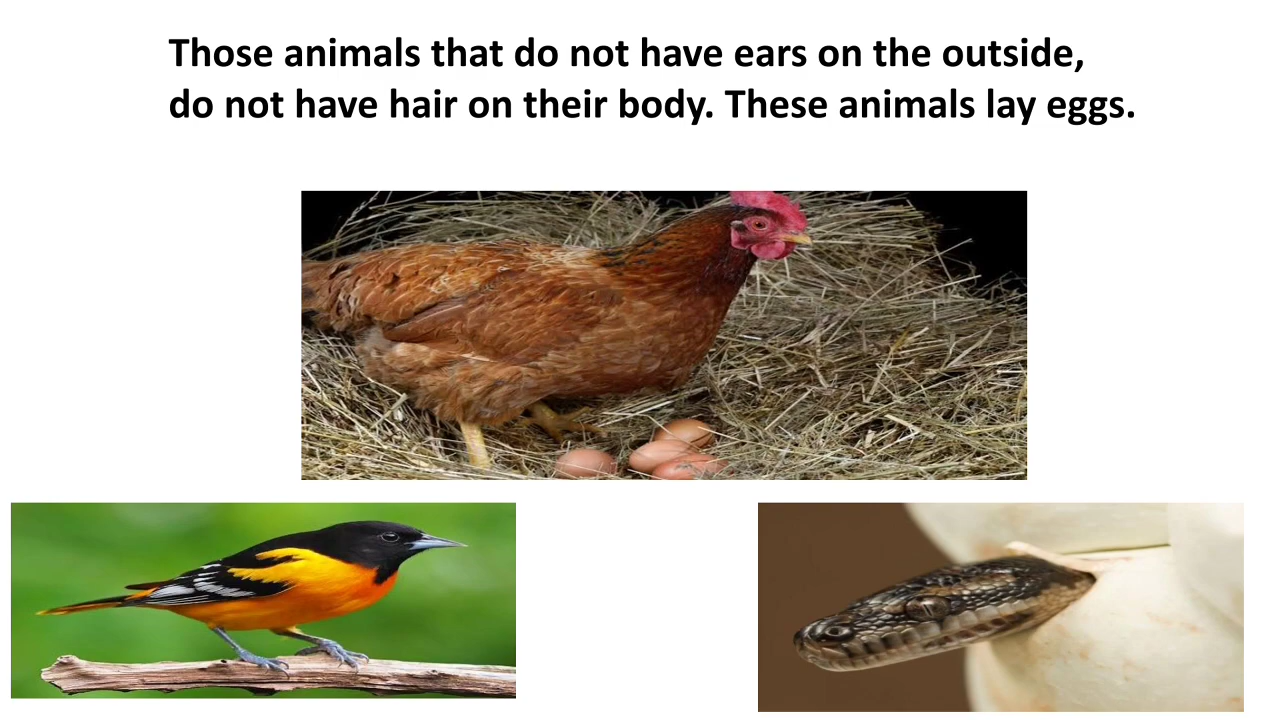 Those animals that do not have ears on the outside,
do not have hair on their body. These animals lay eggs.